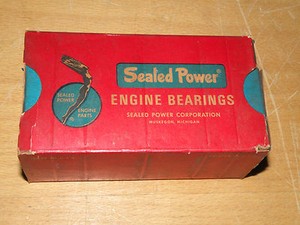 Sealed Power
ENGINE BEARINGS
SEALED POWER CORPORATION
MUSKEGON, MICHIGAN
SEALED
POWER
ENGINE
PARTS